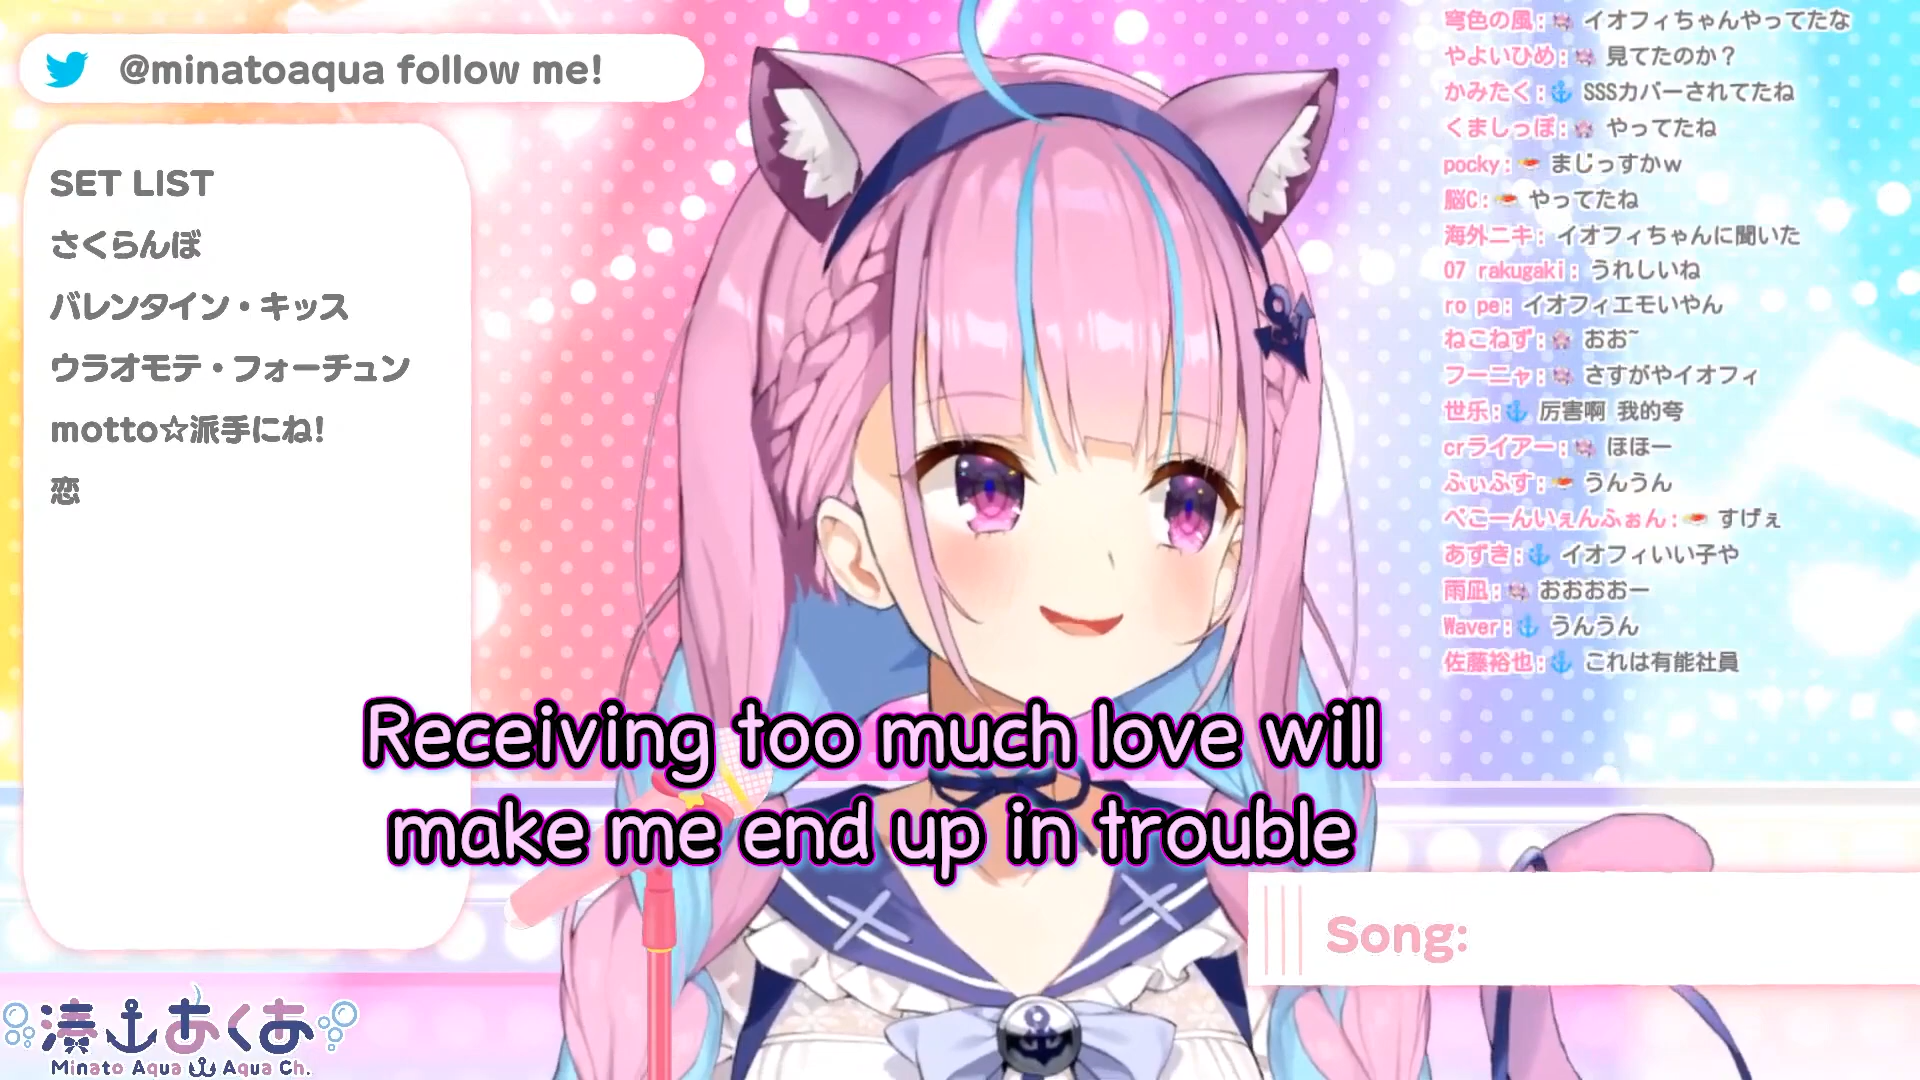 @minatoaqua follow me!
SET LIST
さくらんぼ
バレンタイン・キッス
ウラオモテ・フォーチュン
motto☆派手にね!
恋
穹色の風: イオフィちゃんやってたな
やよいひめ: 見てたのか?
かみたく: SSSカバーされてたね
くましっぽ: やってたね
pocky: まじっすかw
脳C: やってたね
海外ニキ: イオフィちゃんに聞いた
07 rakugaki: うれしいね
ro pe: イオフィエモいやん
ねこねず: おお~
フーニャ: さすがやイオフィ
世乐: 厉害啊 我的夸
crライアー: ほほー
ふぃふす: うんうん
ぺこーんいぇんふぉん: すげぇ
あずき: イオフィいい子や
雨凪: おおおおー
Waver: うんうん
佐藤裕也: これは有能社員
Receiving too much love will
make me end up in trouble
Song:
湊あくあ
Minato Aqua Aqua Ch.